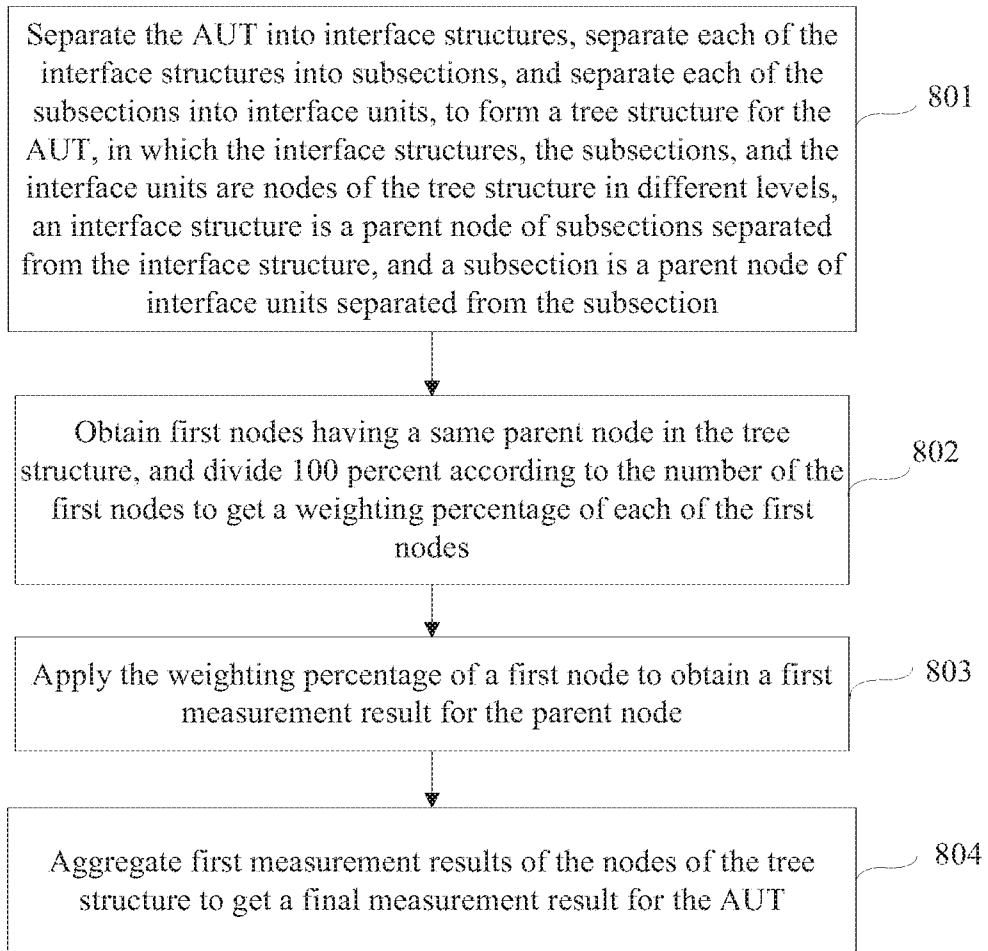 Separate the AUT into interface structures, separate each of the
interface structures into subsections, and separate each of the
subsections into interface units, to form a tree structure for the
AUT, in which the interface structures, the subsections, and the
interface units are nodes of the tree structure in different levels,
an interface structure is a parent node of subsections separated
from the interface structure, and a subsection is a parent node of
interface units separated from the subsection
801
Obtain first nodes having a same parent node in the tree
structure, and divide 100 percent according to the number of the
first nodes to get a weighting percentage of each of the first
nodes
802
Apply the weighting percentage of a first node to obtain a first
measurement result for the parent node
803
Aggregate first measurement results of the nodes of the tree
structure to get a final measurement result for the AUT
804